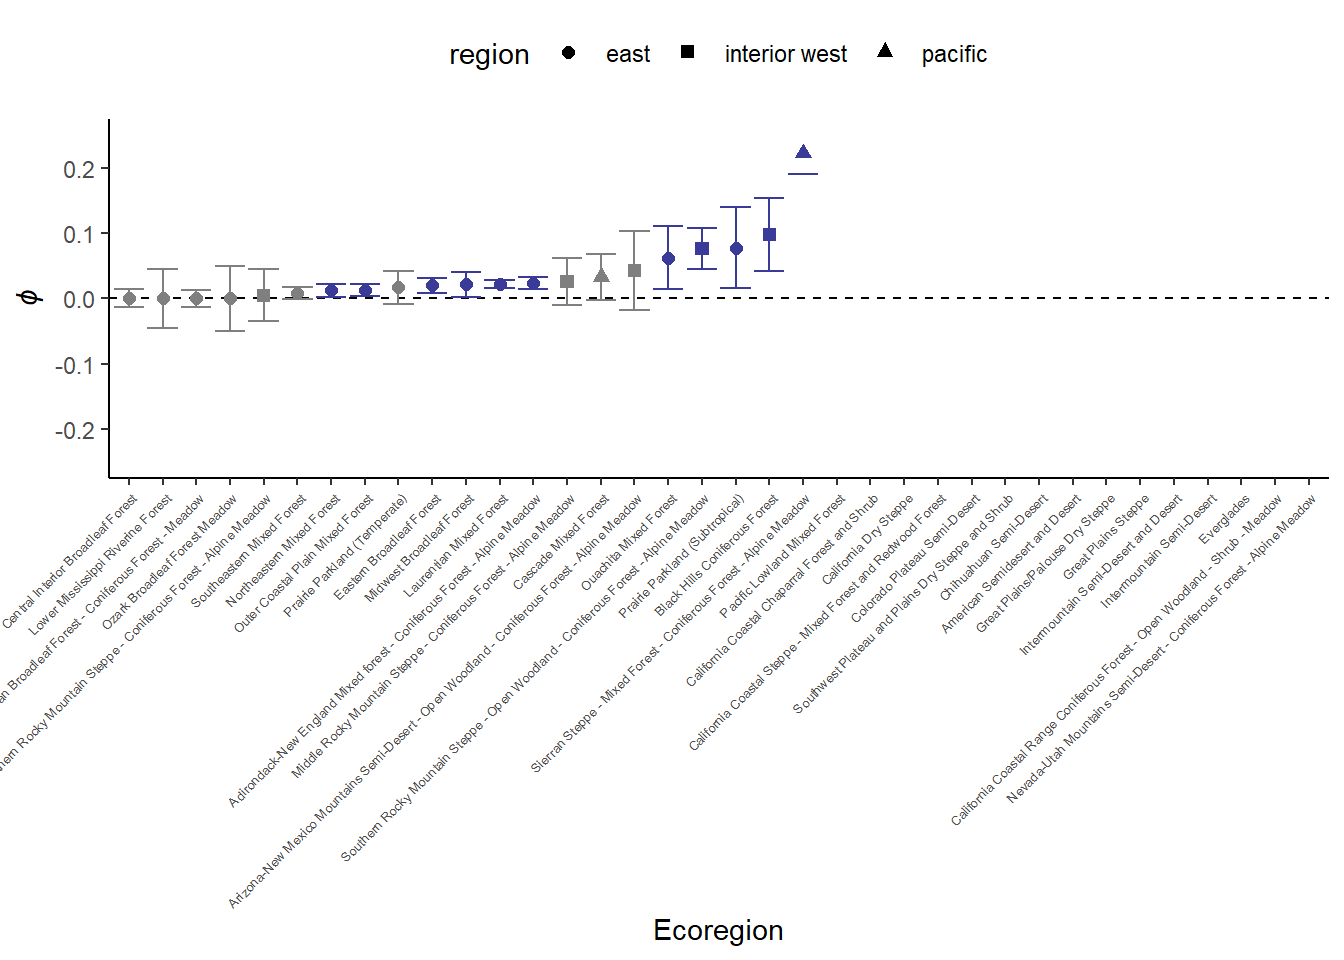 region east interior west pacific
0.2
0.1
0.0
-0.1
-0.2
ϕ
Central Interior Broadleaf Forest
Lower Mississippi Riverine Forest
an Broadleaf Forest - Coniferous Forest - Meadow
Ozark Broadleaf Forest Meadow
hern Rocky Mountain Steppe - Coniferous Forest - Alpine Meadow
Southeastern Mixed Forest
Northeastern Mixed Forest
Outer Coastal Plain Mixed Forest
Prairie Parkland (Temperate)
Eastern Broadleaf Forest
Midwest Broadleaf Forest
Laurentian Mixed Forest
Adirondack-New England Mixed forest - Coniferous Forest - Alpine Meadow
Middle Rocky Mountain Steppe - Coniferous Forest - Alpine Meadow
Cascade Mixed Forest
Arizona-New Mexico Mountains Semi-Desert - Open Woodland - Coniferous Forest - Alpine Meadow
Ouachita Mixed Forest
Southern Rocky Mountain Steppe - Open Woodland - Coniferous Forest - Alpine Meadow
Prairie Parkland (Subtropical)
Black Hills Coniferous Forest
Sierran Steppe - Mixed Forest - Coniferous Forest - Alpine Meadow
Pacific Lowland Mixed Forest
California Coastal Chaparral Forest and Shrub
California Dry Steppe
California Coastal Steppe - Mixed Forest and Redwood Forest
Colorado Plateau Semi-Desert
Southwest Plateau and Plains Dry Steppe and Shrub
Chihuahuan Semi-Desert
American Semidesert and Desert
Great Plains/Palouse Dry Steppe
Great Plains Steppe
Intermountain Semi-Desert and Desert
Intermountain Semi-Desert
Everglades
California Coastal Range Coniferous Forest - Open Woodland - Shrub - Meadow
Nevada-Utah Mountains Semi-Desert - Coniferous Forest - Alpine Meadow
Ecoregion